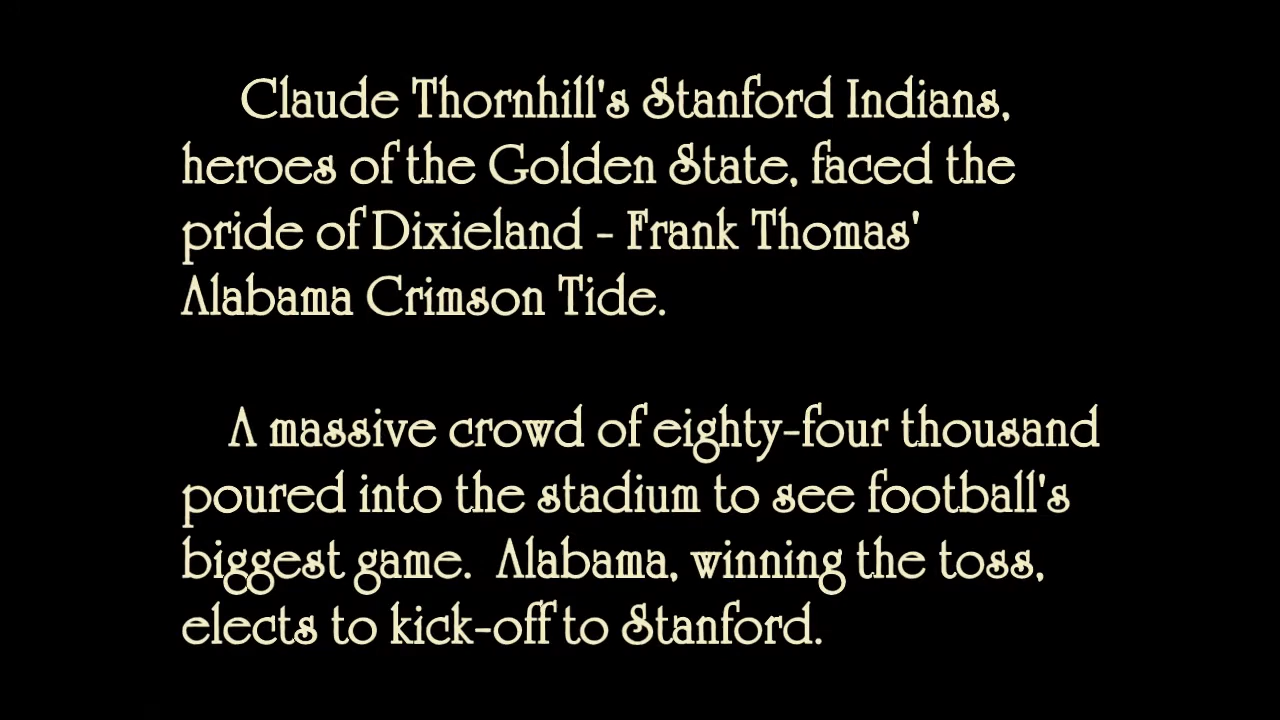 Claude Thornhill's Stanford Indians,
heroes of the Golden State, faced the
pride of Dixieland - Frank Thomas'
Alabama Crimson Tide.
A massive crowd of eighty-four thousand
poured into the stadium to see football's
biggest game. Alabama, winning the toss,
elects to kick-off to Stanford.